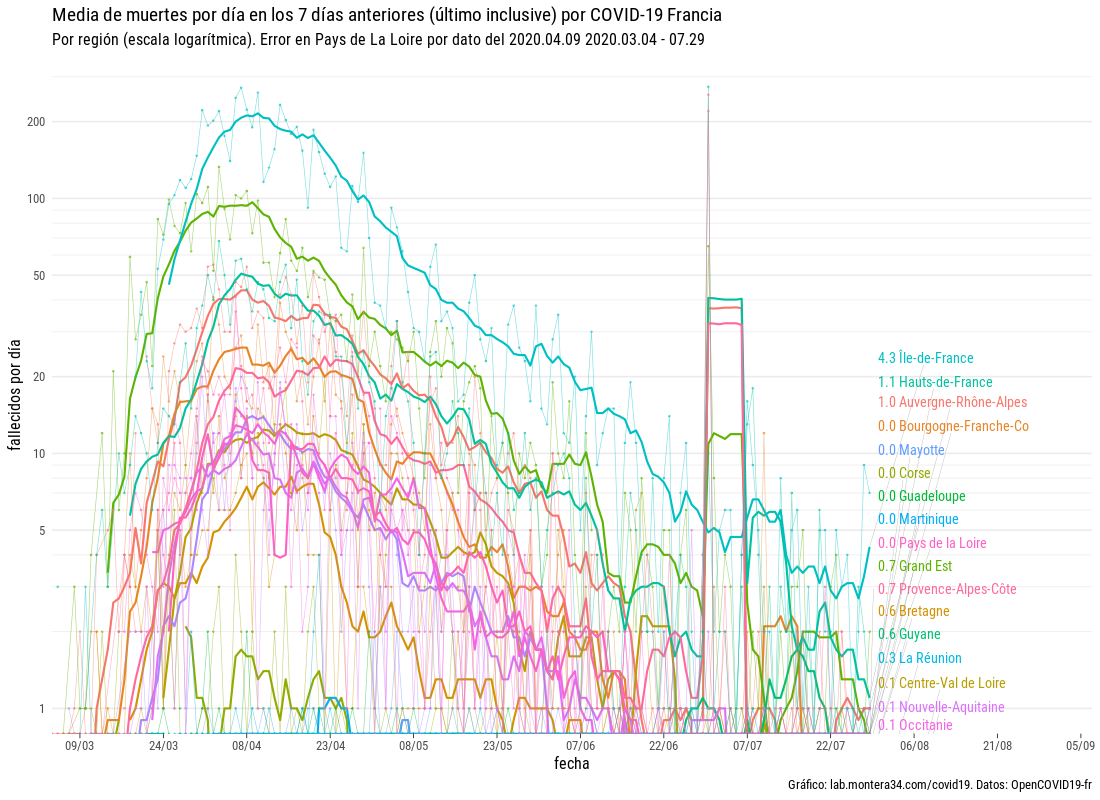 Media de muertes por día en los 7 días anteriores (último inclusive) por COVID-19 Francia
Por región (escala logarítmica). Error en Pays de La Loire por dato del 2020.04.09 2020.03.04 - 07.29
fallecidos por día
200
100
50
20
10
5
1
4.3 Île-de-France
1.1 Hauts-de-France
1.0 Auvergne-Rhône-Alpes
0.0 Bourgogne-Franche-Co
0.0 Mayotte
0.0 Corse
0.0 Guadeloupe
0.0 Martinique
0.0 Pays de la Loire
0.7 Grand Est
0.7 Provence-Alpes-Côte
0.6 Bretagne
0.6 Guyane
0.3 La Réunion
0.1 Centre-Val de Loire
0.1 Nouvelle-Aquitaine
0.1 Occitanie
09/03 24/03 08/04 23/04 08/05 23/05 07/06 22/06 07/07 22/07 06/08 21/08 05/09
fecha
Gráfico: lab.montera34.com/covid19. Datos: OpenCOVID19-fr